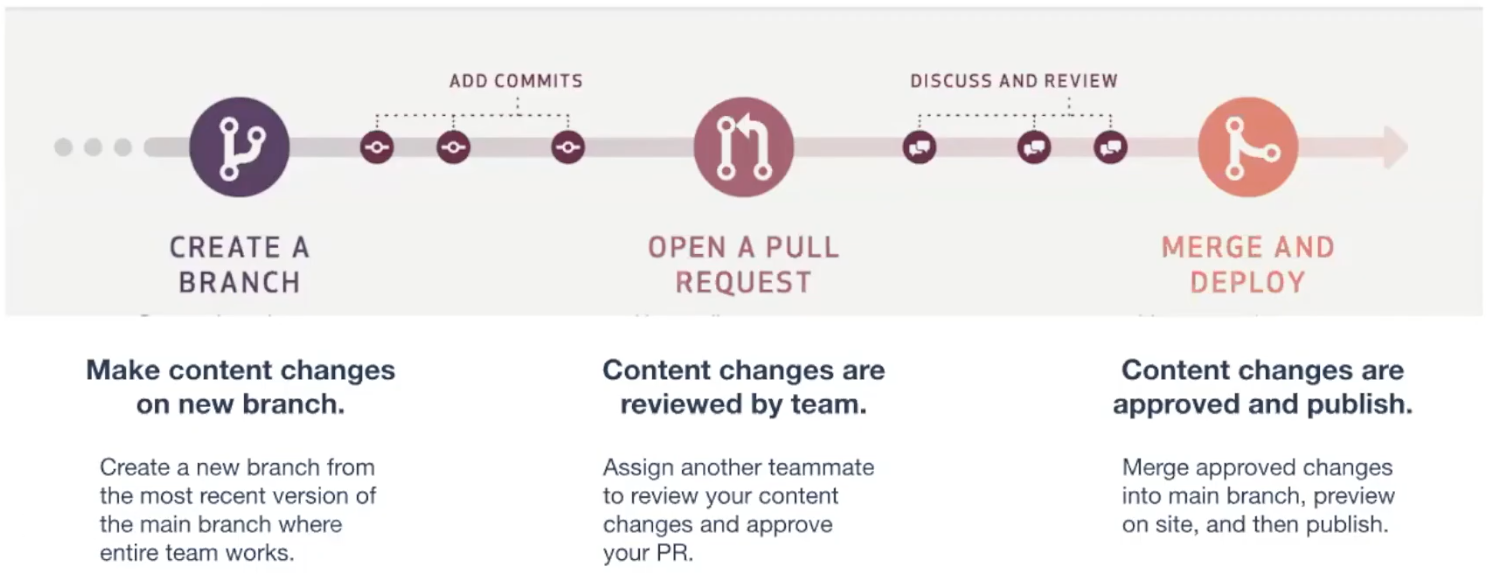 ADD COMMITS
DISCUSS AND REVIEW
CREATE A
BRANCH
OPEN A PULL
REQUEST
MERGE AND
DEPLOY
Make content changes
on new branch.
Create a new branch from
the most recent version of
the main branch where
entire team works.
Content changes are
reviewed by team.
Assign another teammate
to review your content
changes and approve
your PR.
Content changes are
approved and publish.
Merge approved changes
into main branch, preview
on site, and then publish.